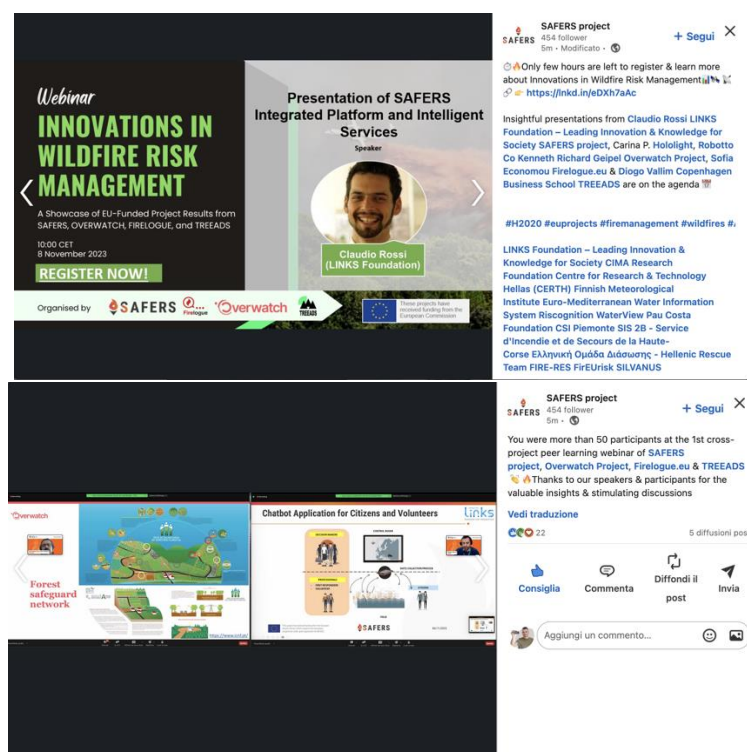 Webinar
INNOVATIONS IN
WILDFIRE RISK
MANAGEMENT
A Showcase of EU-Funded Project Results from
SAFERS, OVERWATCH, FIRELOGUE, and TREEADS
10:00 CET
8 November 2023
REGISTER NOW!
Presentation of SAFERS
Integrated Platform and Intelligent
Services
Speaker
Claudio Rossi
(LINKS Foundation)
Organised by
SAFERS
Firelogue
Overwatch
TREEADS
These projects have
received funding from the
European Commission
SAFERS
SAFERS project
454 follower
5m • Modificato •
+ Segui
Only few hours are left to register & learn more
about Innovations in Wildfire Risk Management
https://lnkd.in/eDXh7aAc
Insightful presentations from Claudio Rossi LINKS
Foundation – Leading Innovation & Knowledge for
Society SAFERS project, Carina P. Hololight, Robotto
Co Kenneth Richard Geipel Overwatch Project, Sofia
Economou Firelogue.eu & Diogo Vallim Copenhagen
Business School TREEADS are on the agenda
#H2020 #euprojects #firemanagement #wildfires
LINKS Foundation – Leading Innovation &
Knowledge for Society CIMA Research
Foundation Centre for Research & Technology
Hellas (CERTH) Finnish Meteorological
Institute Euro-Mediterranean Water Information
System Riscognition WaterView Pau Costa
Foundation CSI Piemonte SIS 2B - Service
d'Incendie et de Secours de la Haute-
Corse Ελληνική Ομάδα Διάσωσης - Hellenic Rescue
Team FIRE-RES FirEUrisk SILVANUS
Overwatch
Forest
safeguard
network
Chatbot Application for Citizens and Volunteers
Links
SAFERS
SAFERS
SAFERS project
454 follower
5m •
+ Segui
You were more than 50 participants at the 1st cross-
project peer learning webinar of SAFERS
project, Overwatch Project, Firelogue.eu & TREEADS
Thanks to our speakers & participants for the
valuable insights & stimulating discussions
Vedi traduzione
22
5 diffusioni pos
Consiglia
Commenta
Diffondi il
post
Invia
Aggiungi un commento...